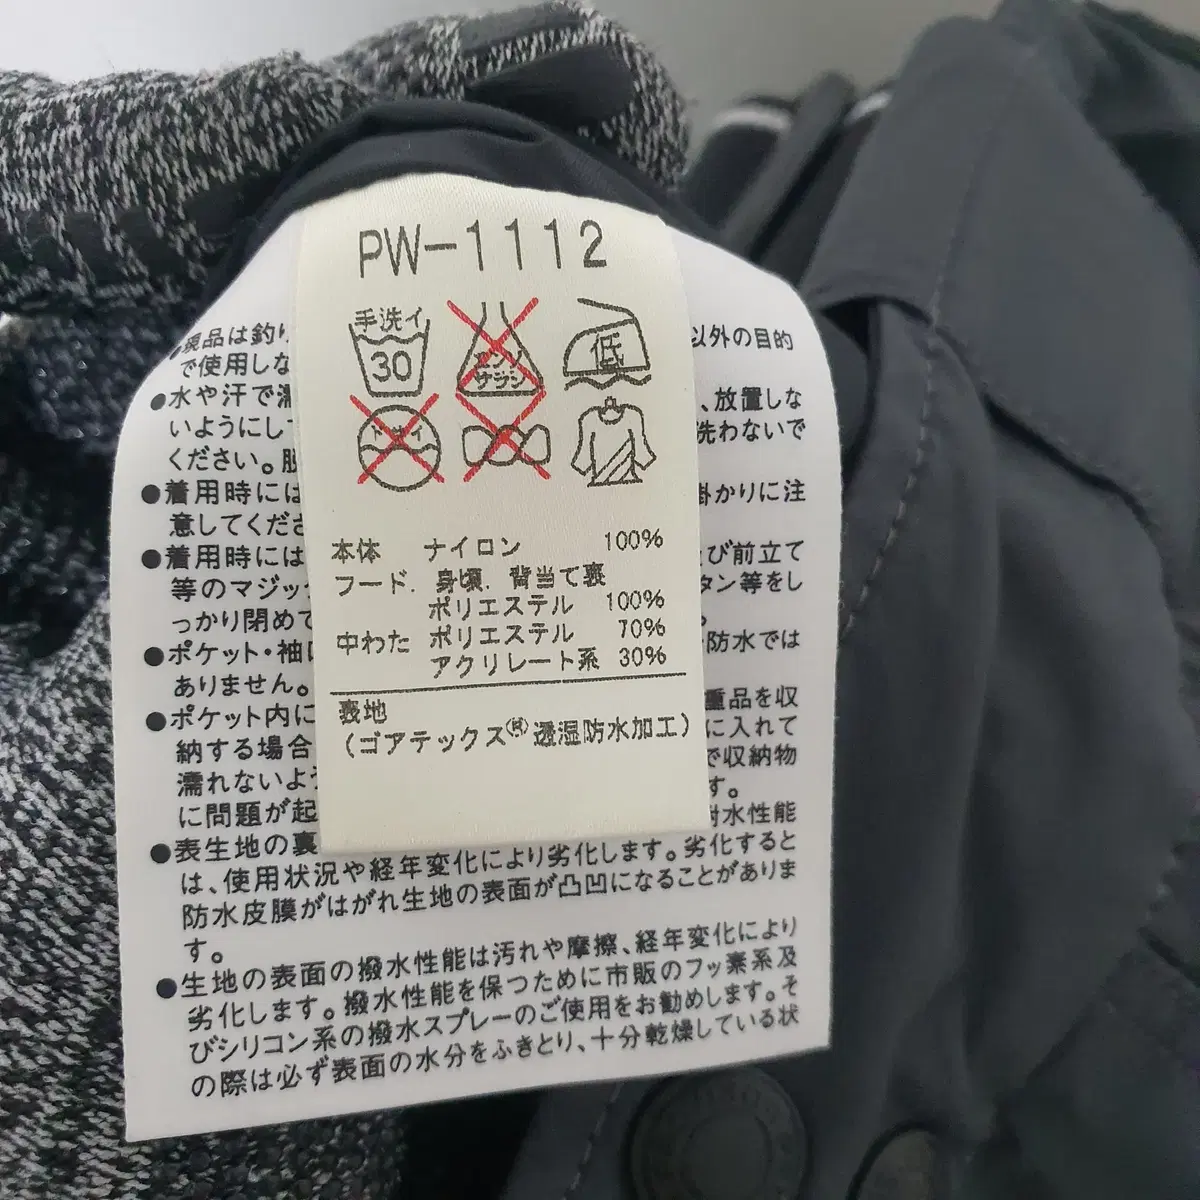 PW-1112
手洗イ
30
エンソ
サラシ
低
ドライ
本体 ナイロン 100%
フード. 身頃. 背当て裏
ポリエステル 100%
中わた ポリエステル 70%
アクリレート系 30%
表地
(ゴアテックス®透湿防水加工)
現品は釣り
以外の目的
で使用しな
●水や汗で濡
、放置しな
いようにし
洗わないで
ください。脱
●着用時には
掛かりに注
意してくださ
●着用時には
び前立て
等のマジッ
タン等をし
っかり閉めて
●ポケット・袖口
防水では
ありません。
●ポケット内に
重品を収
納する場合
に入れて
濡れないよう
で収納物
に問題が起
す。
●表生地の裏
耐水性能
は、使用状況や経年変化により劣化します。劣化すると
防水皮膜がはがれ生地の表面が凸凹になることがありま
す。
●生地の表面の撥水性能は汚れや摩擦、経年変化により
劣化します。撥水性能を保つために市販のフッ素系及
びシリコン系の撥水スプレーのご使用をお勧めします。そ
の際は必ず表面の水分をふきとり、十分乾燥している状